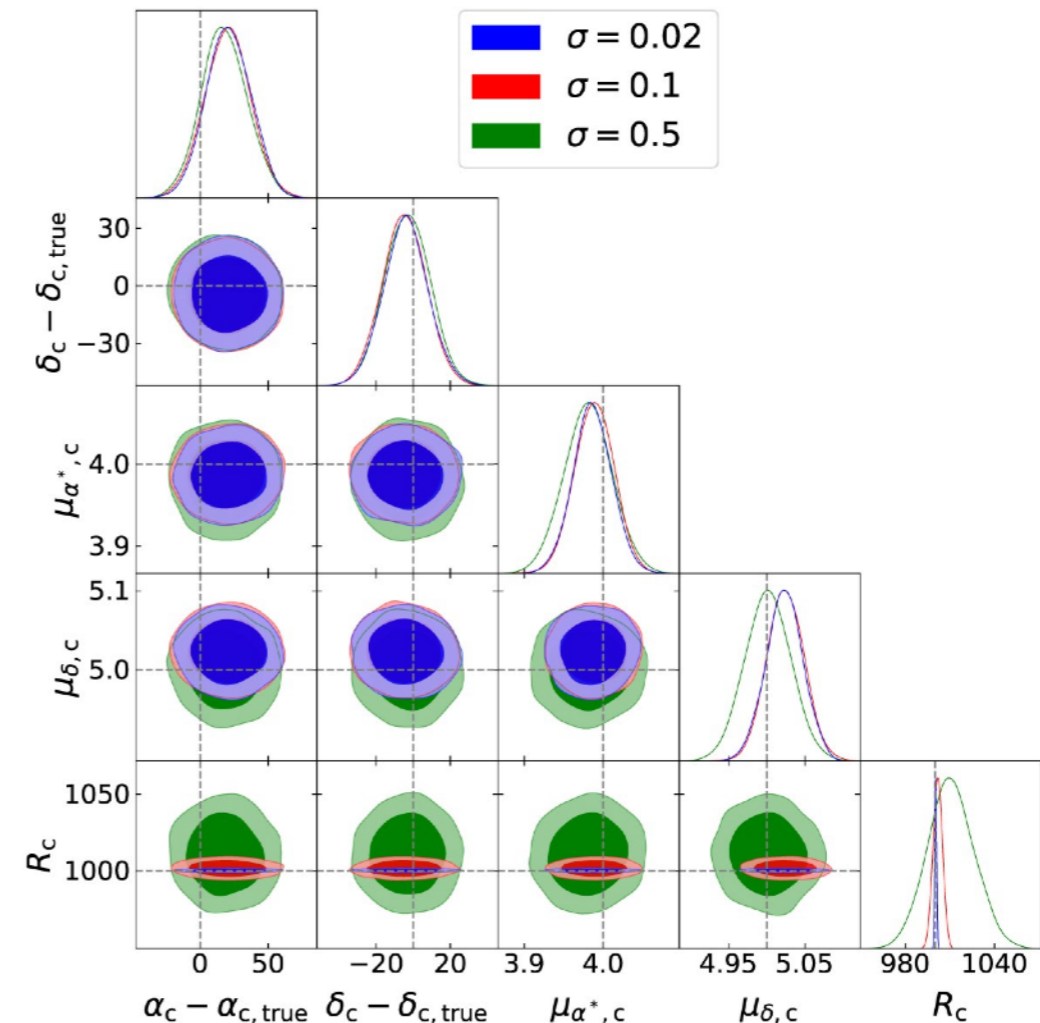 σ = 0.02
σ = 0.1
σ = 0.5
δc − δc, true
30
0
−30
μα*, c
4.0
3.9
μδ, c
5.1
5.0
Rc
1050
1000
0 50 −20 20 3.9 4.0 4.95 5.05 980 1040
αc − αc, true δc − δc, true μα*, c μδ, c Rc